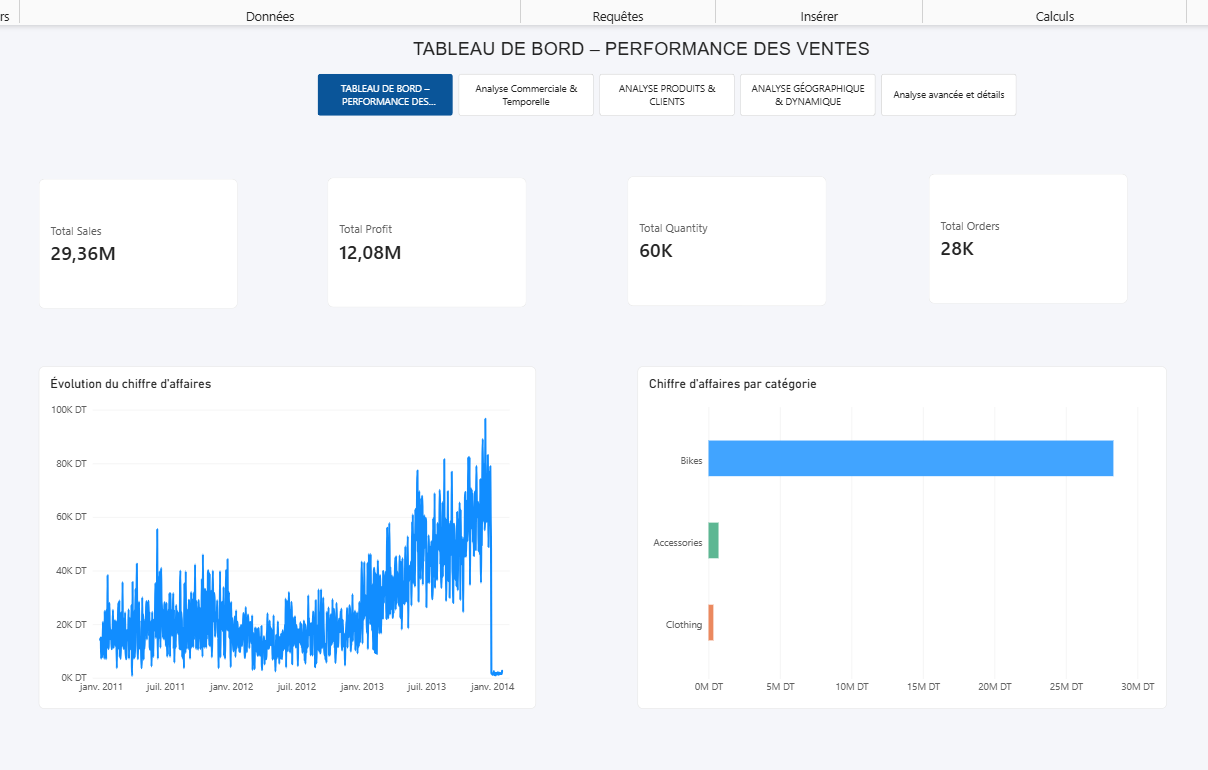 rs
Données
Requêtes
Insérer
Calculs
TABLEAU DE BORD – PERFORMANCE DES VENTES
TABLEAU DE BORD –
PERFORMANCE DES...
Analyse Commerciale &
Temporelle
ANALYSE PRODUITS &
CLIENTS
ANALYSE GÉOGRAPHIQUE
& DYNAMIQUE
Analyse avancée et détails
Total Sales
29,36M
Total Profit
12,08M
Total Quantity
60K
Total Orders
28K
Évolution du chiffre d'affaires
100K DT
80K DT
60K DT
40K DT
20K DT
0K DT
janv. 2011
juil. 2011
janv. 2012
juil. 2012
janv. 2013
juil. 2013
janv. 2014
Chiffre d'affaires par catégorie
Bikes
Accessories
Clothing
0M DT
5M DT
10M DT
15M DT
20M DT
25M DT
30M DT